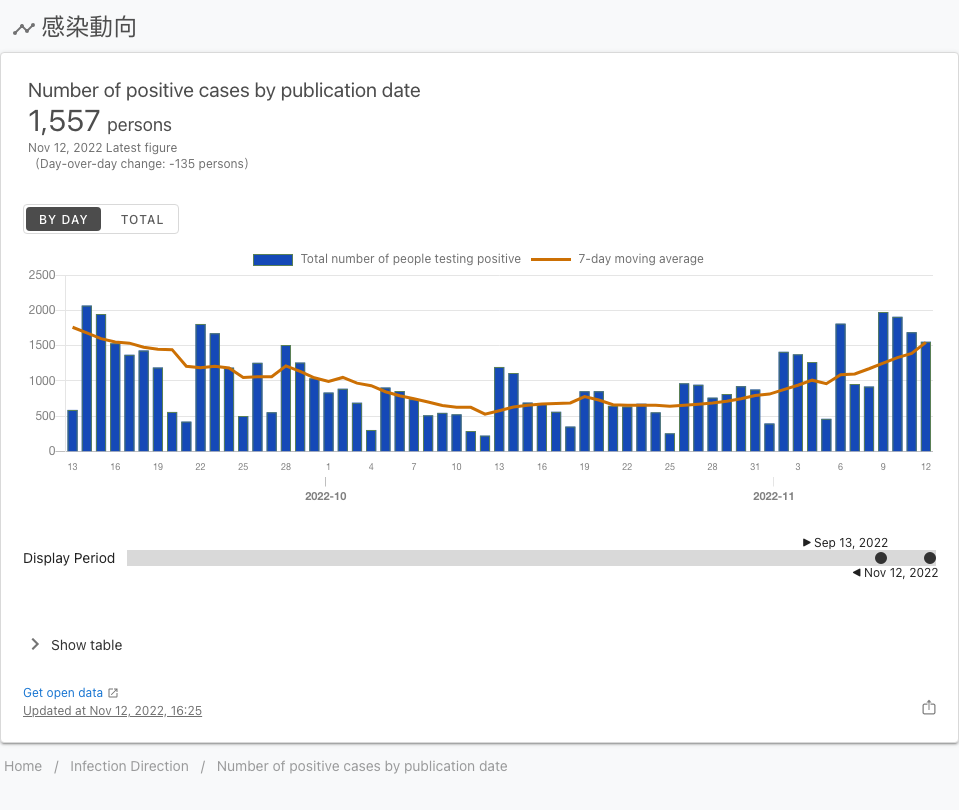 感染動向
Number of positive cases by publication date
1,557 persons
Nov 12, 2022 Latest figure
(Day-over-day change: -135 persons)
BY DAY TOTAL
Total number of people testing positive 7-day moving average
2500
2000
1500
1000
500
0
13 16 19 22 25 28 1 4 7 10 13 16 19 22 25 28 31 3 6 9 12
2022-10 2022-11
Sep 13, 2022
Display Period
Nov 12, 2022
Show table
Get open data
Updated at Nov 12, 2022, 16:25
Home / Infection Direction / Number of positive cases by publication date